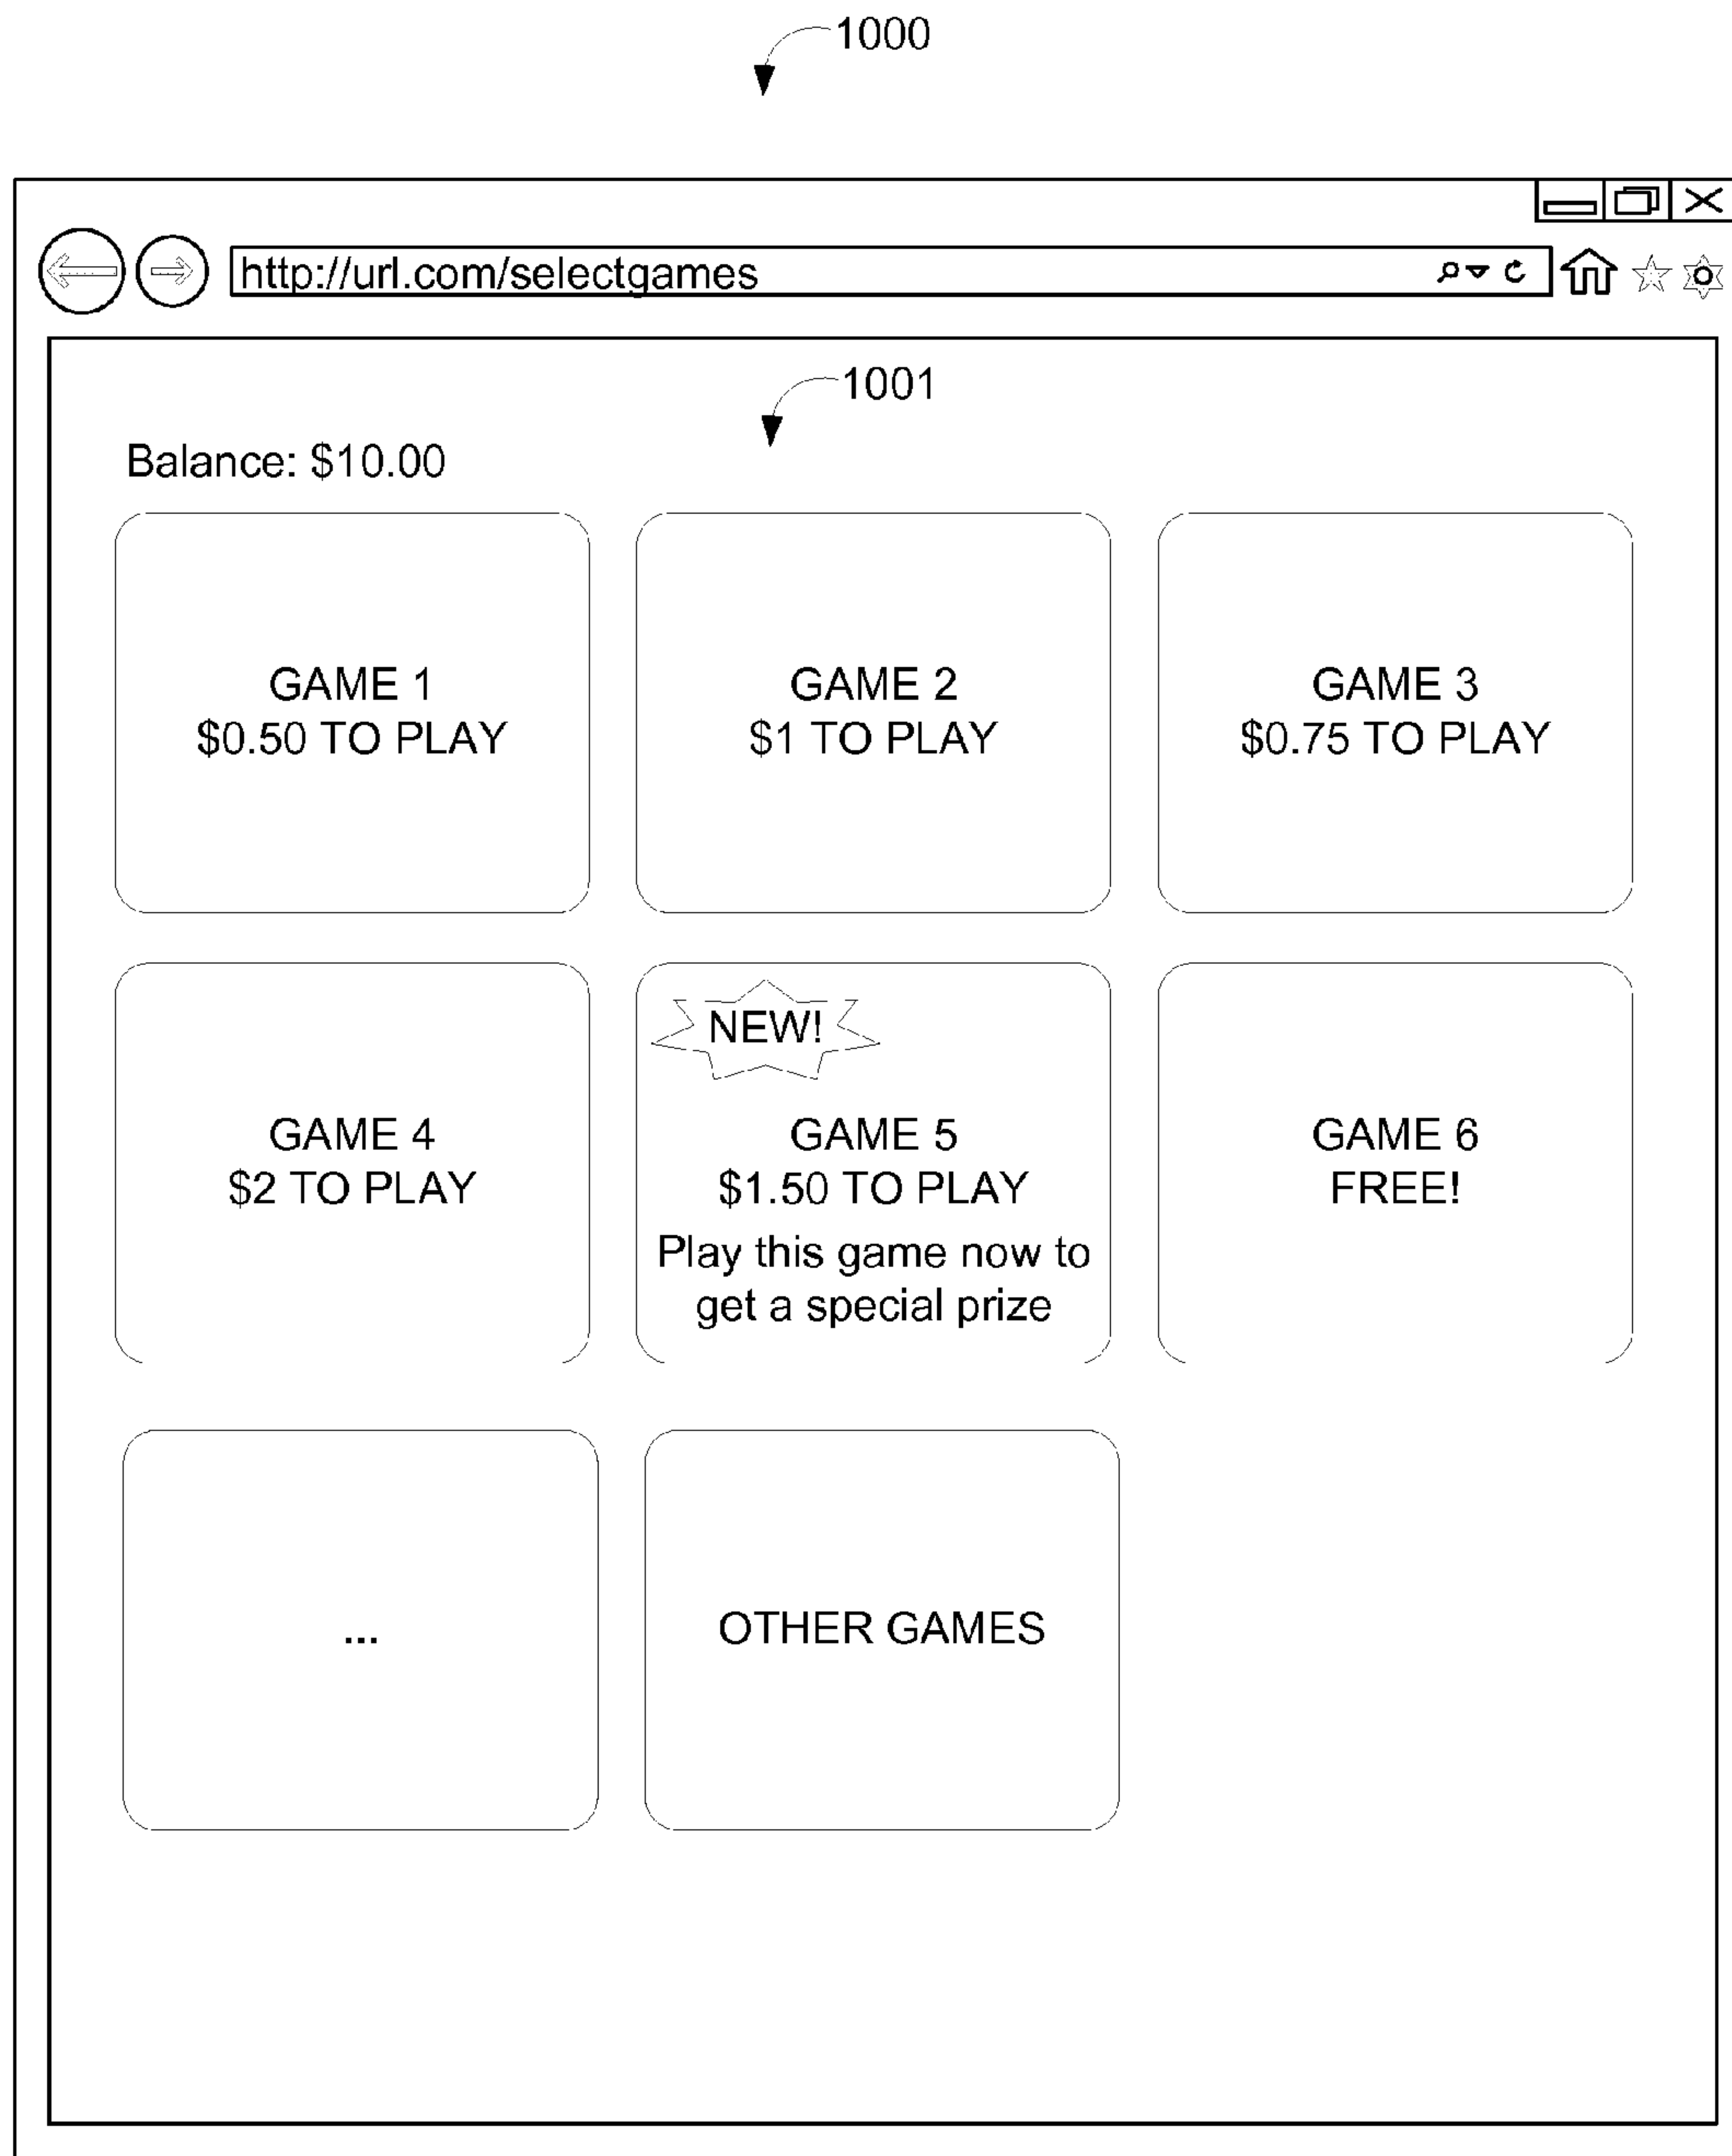 1000
http://url.com/selectgames
1001
Balance: $10.00
GAME 1
$0.50 TO PLAY
GAME 2
$1 TO PLAY
GAME 3
$0.75 TO PLAY
GAME 4
$2 TO PLAY
NEW!
GAME 5
$1.50 TO PLAY
Play this game now to
get a special prize
GAME 6
FREE!
...
OTHER GAMES